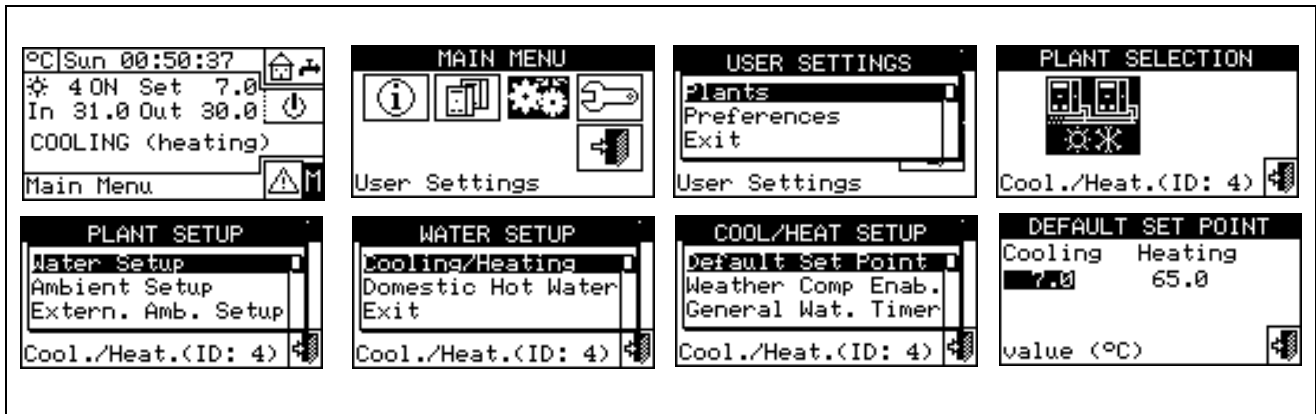 °C Sun 00:50:37
4 ON Set 7.0
In 31.0 Out 30.0
COOLING (heating)
Main Menu M
MAIN MENU
User Settings
USER SETTINGS
Plants
Preferences
Exit
User Settings
PLANT SELECTION
Cool./Heat.(ID: 4)
PLANT SETUP
Water Setup
Ambient Setup
Extern. Amb. Setup
Cool./Heat.(ID: 4)
WATER SETUP
Cooling/Heating
Domestic Hot Water
Exit
Cool./Heat.(ID: 4)
COOL/HEAT SETUP
Default Set Point
Weather Comp Enab.
General Wat. Timer
Cool./Heat.(ID: 4)
DEFAULT SET POINT
Cooling Heating
7.0 65.0
value (°C)